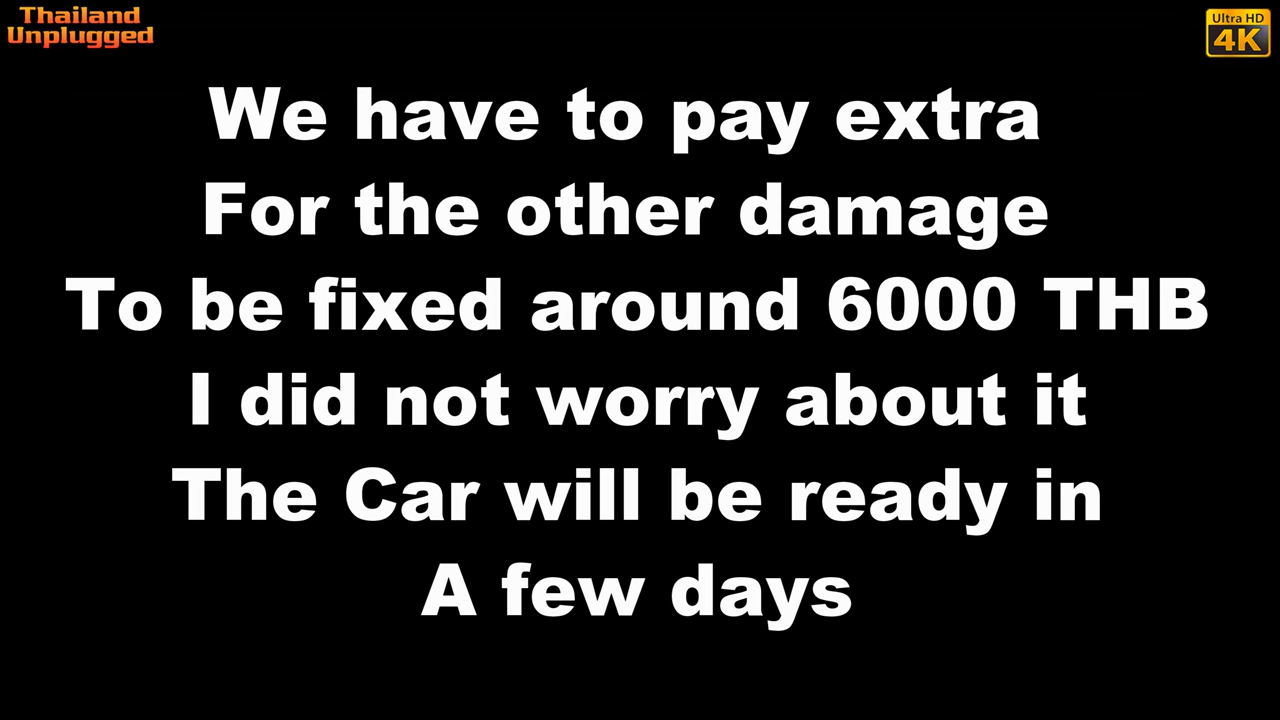 Thailand
Unplugged
Ultra HD
4K
We have to pay extra
For the other damage
To be fixed around 6000 THB
I did not worry about it
The Car will be ready in
A few days